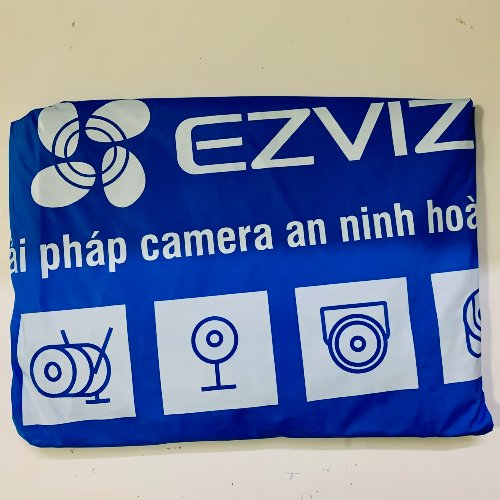 EZVIZ
ải pháp camera an ninh hoà